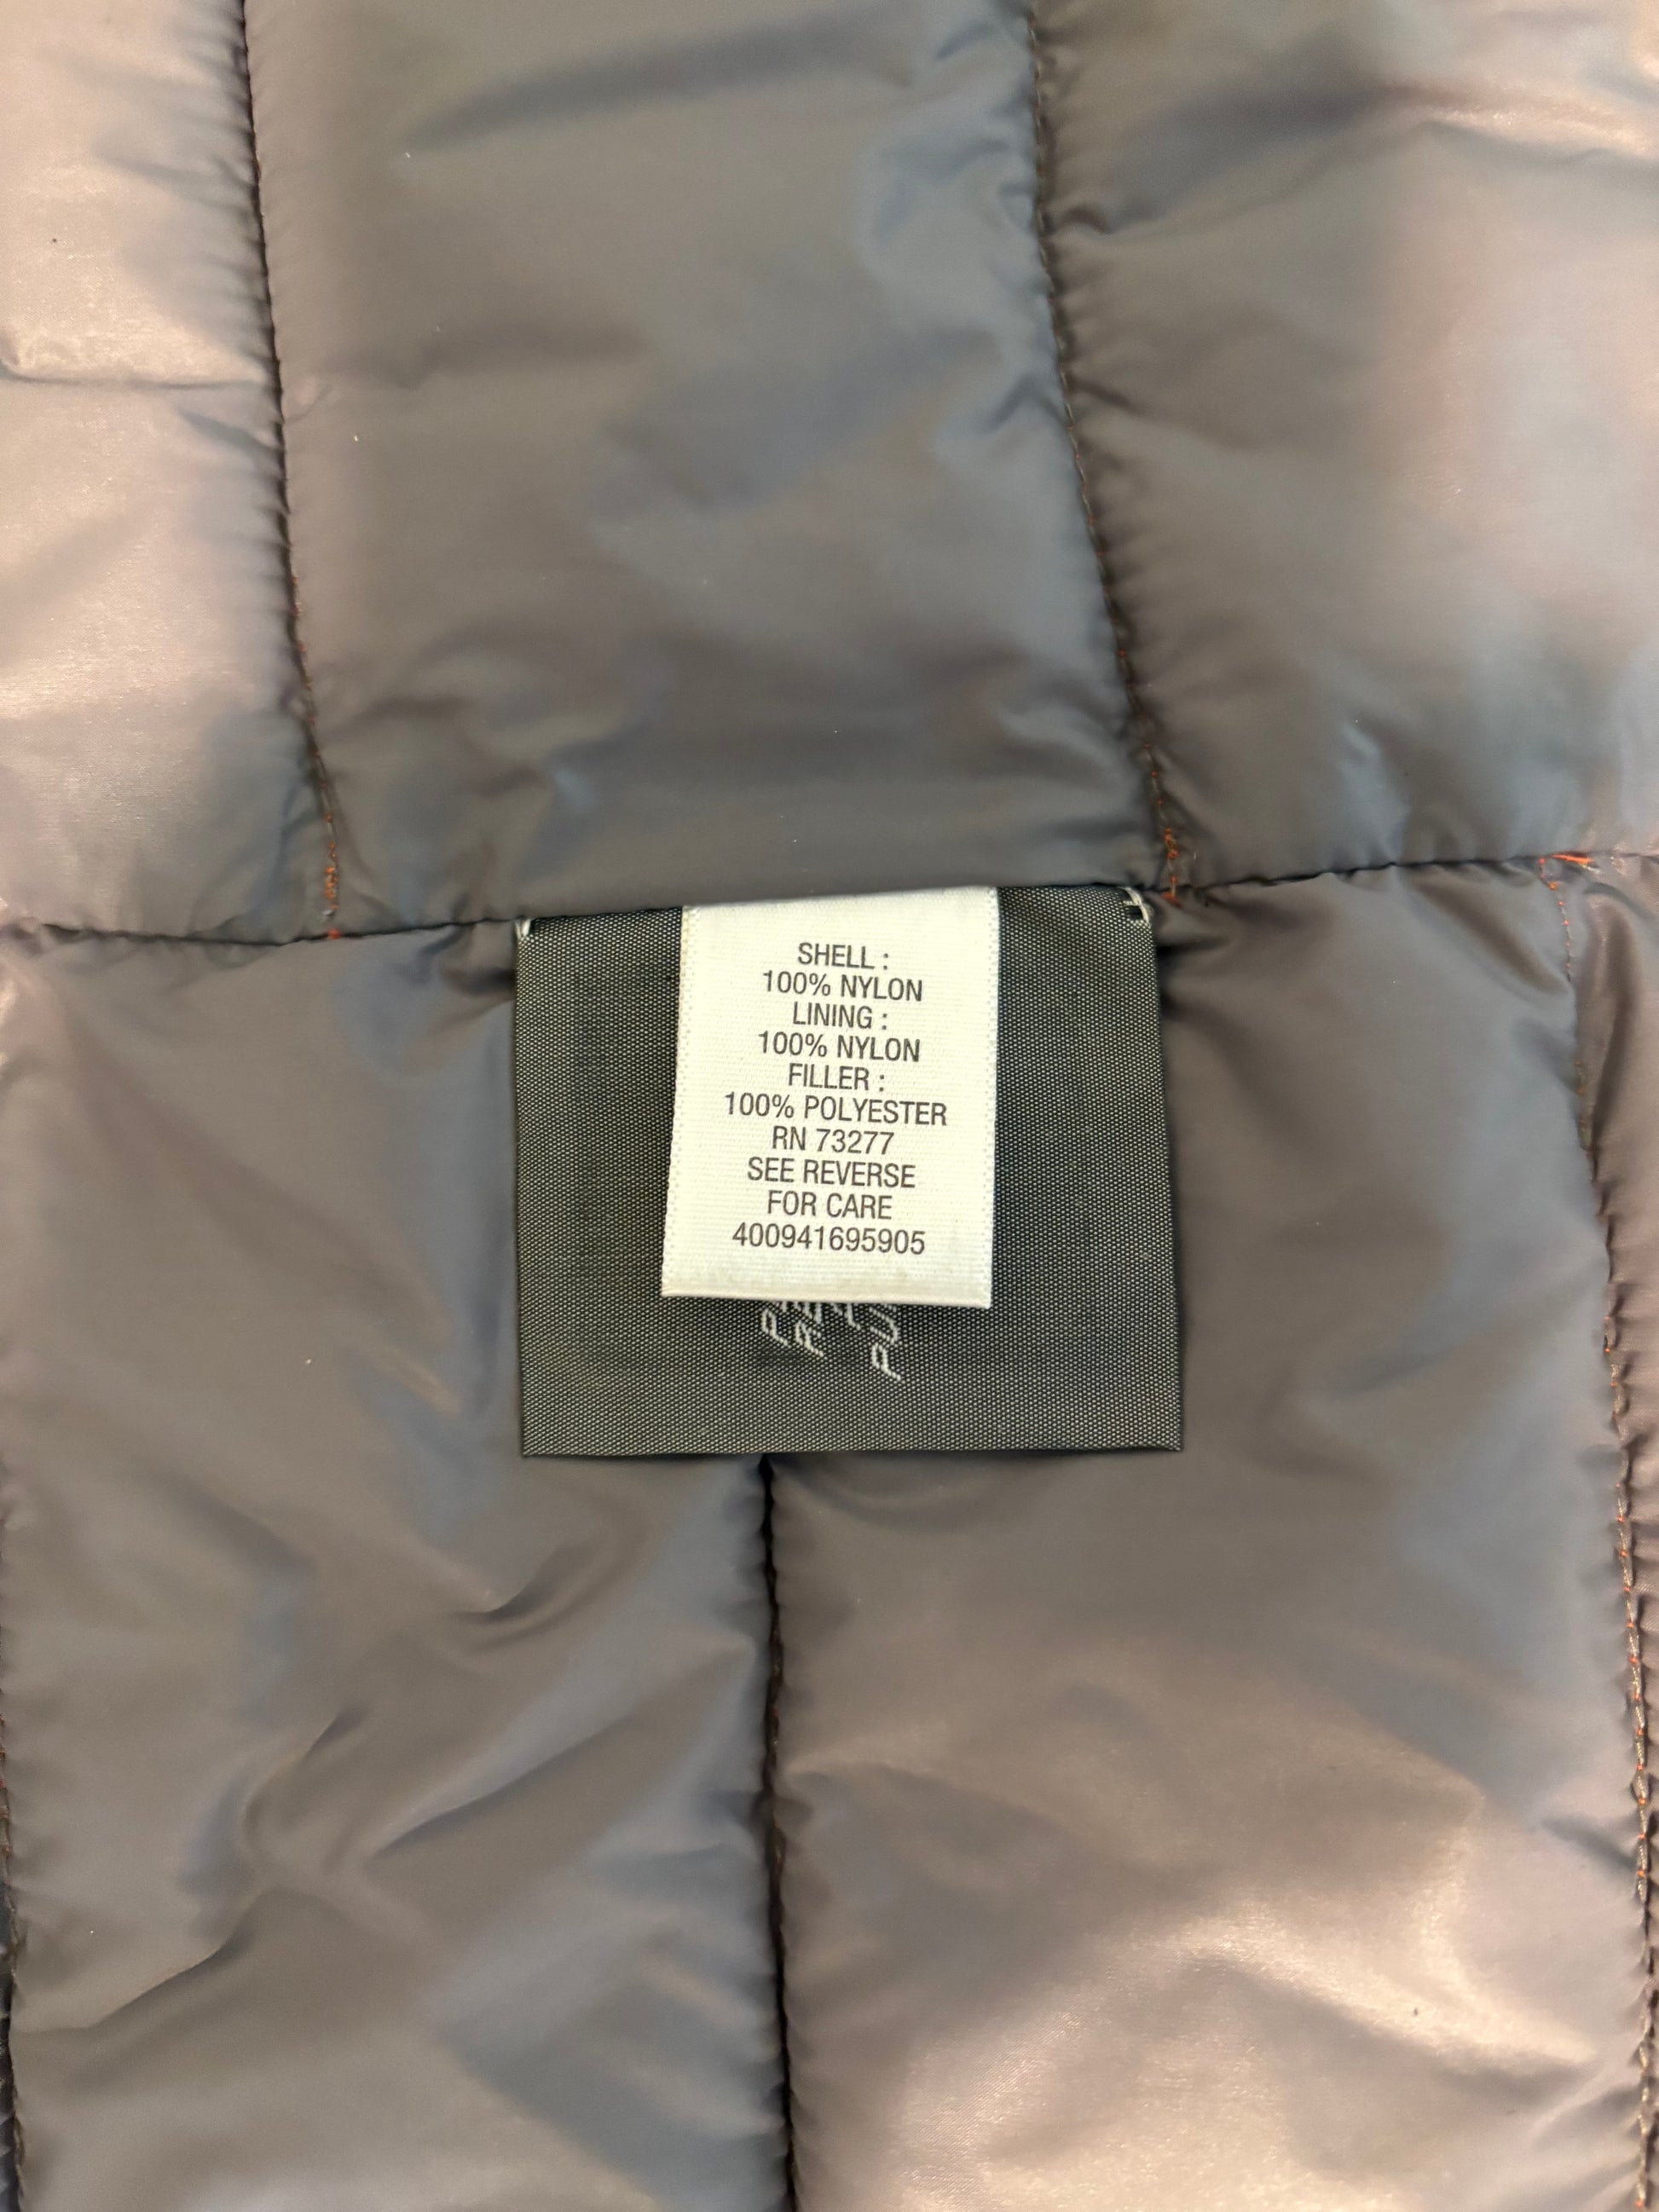 SHELL :
100% NYLON
LINING :
100% NYLON
FILLER :
100% POLYESTER
RN 73277
SEE REVERSE
FOR CARE
400941695905